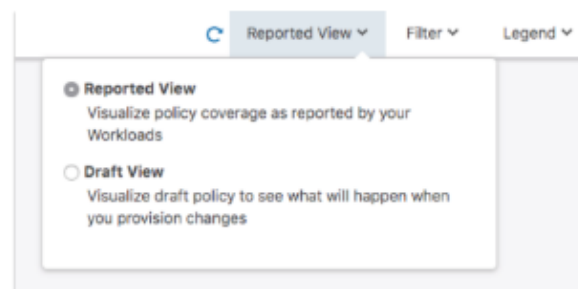 Reported View Filter Legend
Reported View
Visualize policy coverage as reported by your
Workloads
Draft View
Visualize draft policy to see what will happen when
you provision changes